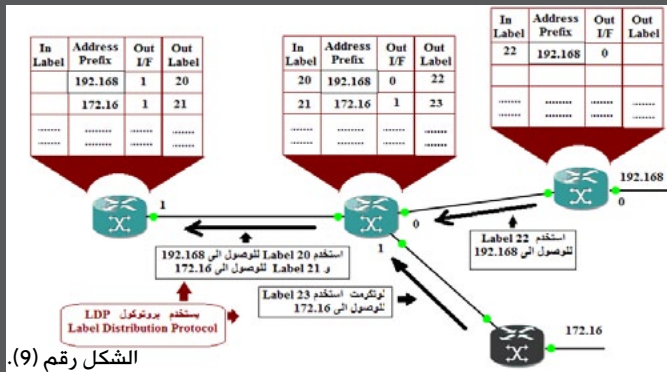 In Label Address Prefix Out I/F Out Label
192.168 1 20
172.16 1 21
....... ........ ....... .......
....... ........ ....... .......
In Label Address Prefix Out I/F Out Label
20 192.168 0 22
21 172.16 1 23
....... ........ ....... .......
....... ........ ....... .......
In Label Address Prefix Out I/F Out Label
22 192.168 0
....... ........ ....... .......
....... ........ ....... .......
1
0
1
192.168
0
استخدم Label 22
للوصول الى 192.168
استخدم Label 20 للوصول الى 192.168
و Label 21 للوصول الى 172.16
لوتكرمت استخدم Label 23
للوصول الى 172.16
يستخدم بروتوكول LDP
Label Distribution Protocol
172.16
الشكل رقم (9).